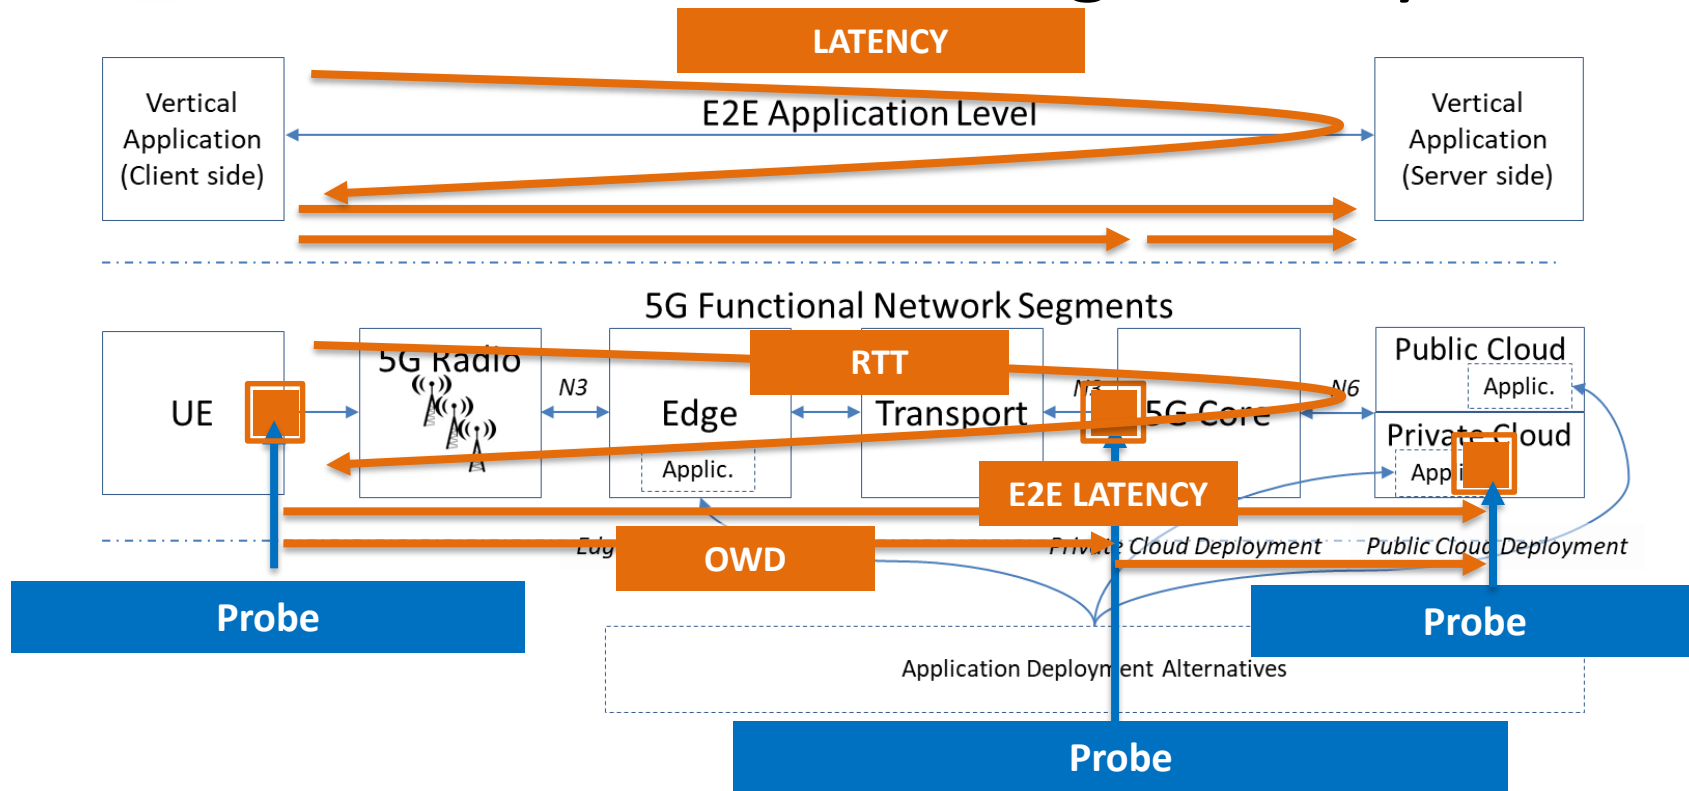 LATENCY
Vertical
Application
(Client side)
E2E Application Level
Vertical
Application
(Server side)
5G Functional Network Segments
UE
5G Radio
N3
Edge
Applic.
RTT
Transport
N3
5G Core
N6
Public Cloud
Applic.
Private Cloud
E2E LATENCY
OWD
Private Cloud Deployment
Public Cloud Deployment
Probe
Probe
Application Deployment Alternatives
Probe